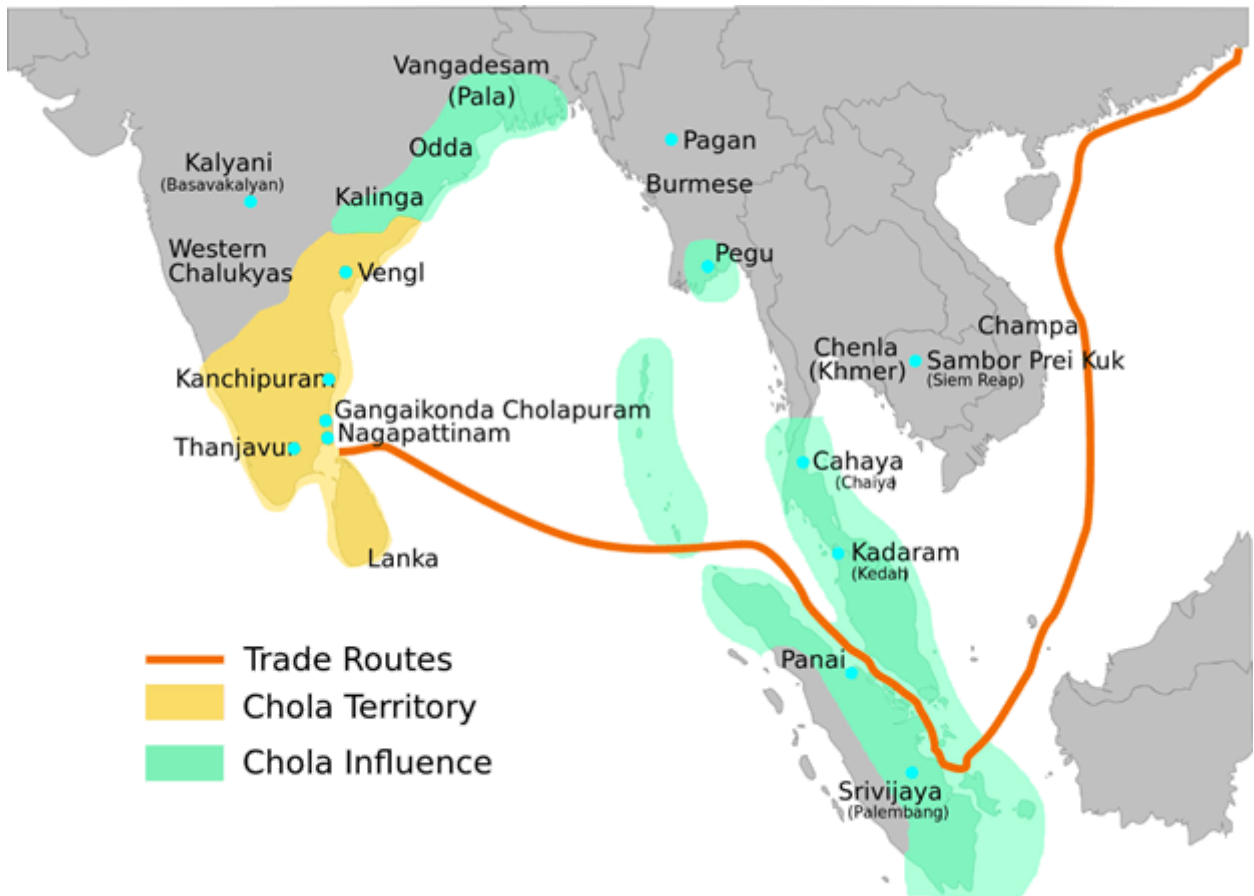 Vangadesam
(Pala)
Odda
Pagan
Kalyani
(Basavakalyan)
Burmese
Kalinga
Western
Chalukyas
Vengl
Pegu
Champa
Chenla
(Khmer)
Sambor Prei Kuk
(Siem Reap)
Kanchipuram
Gangaikonda Cholapuram
Nagapattinam
Thanjavur
Cahaya
(Chaiya)
Lanka
Kadaram
(Kedah)
Trade Routes
Panai
Chola Territory
Chola Influence
Srivijaya
(Palembang)